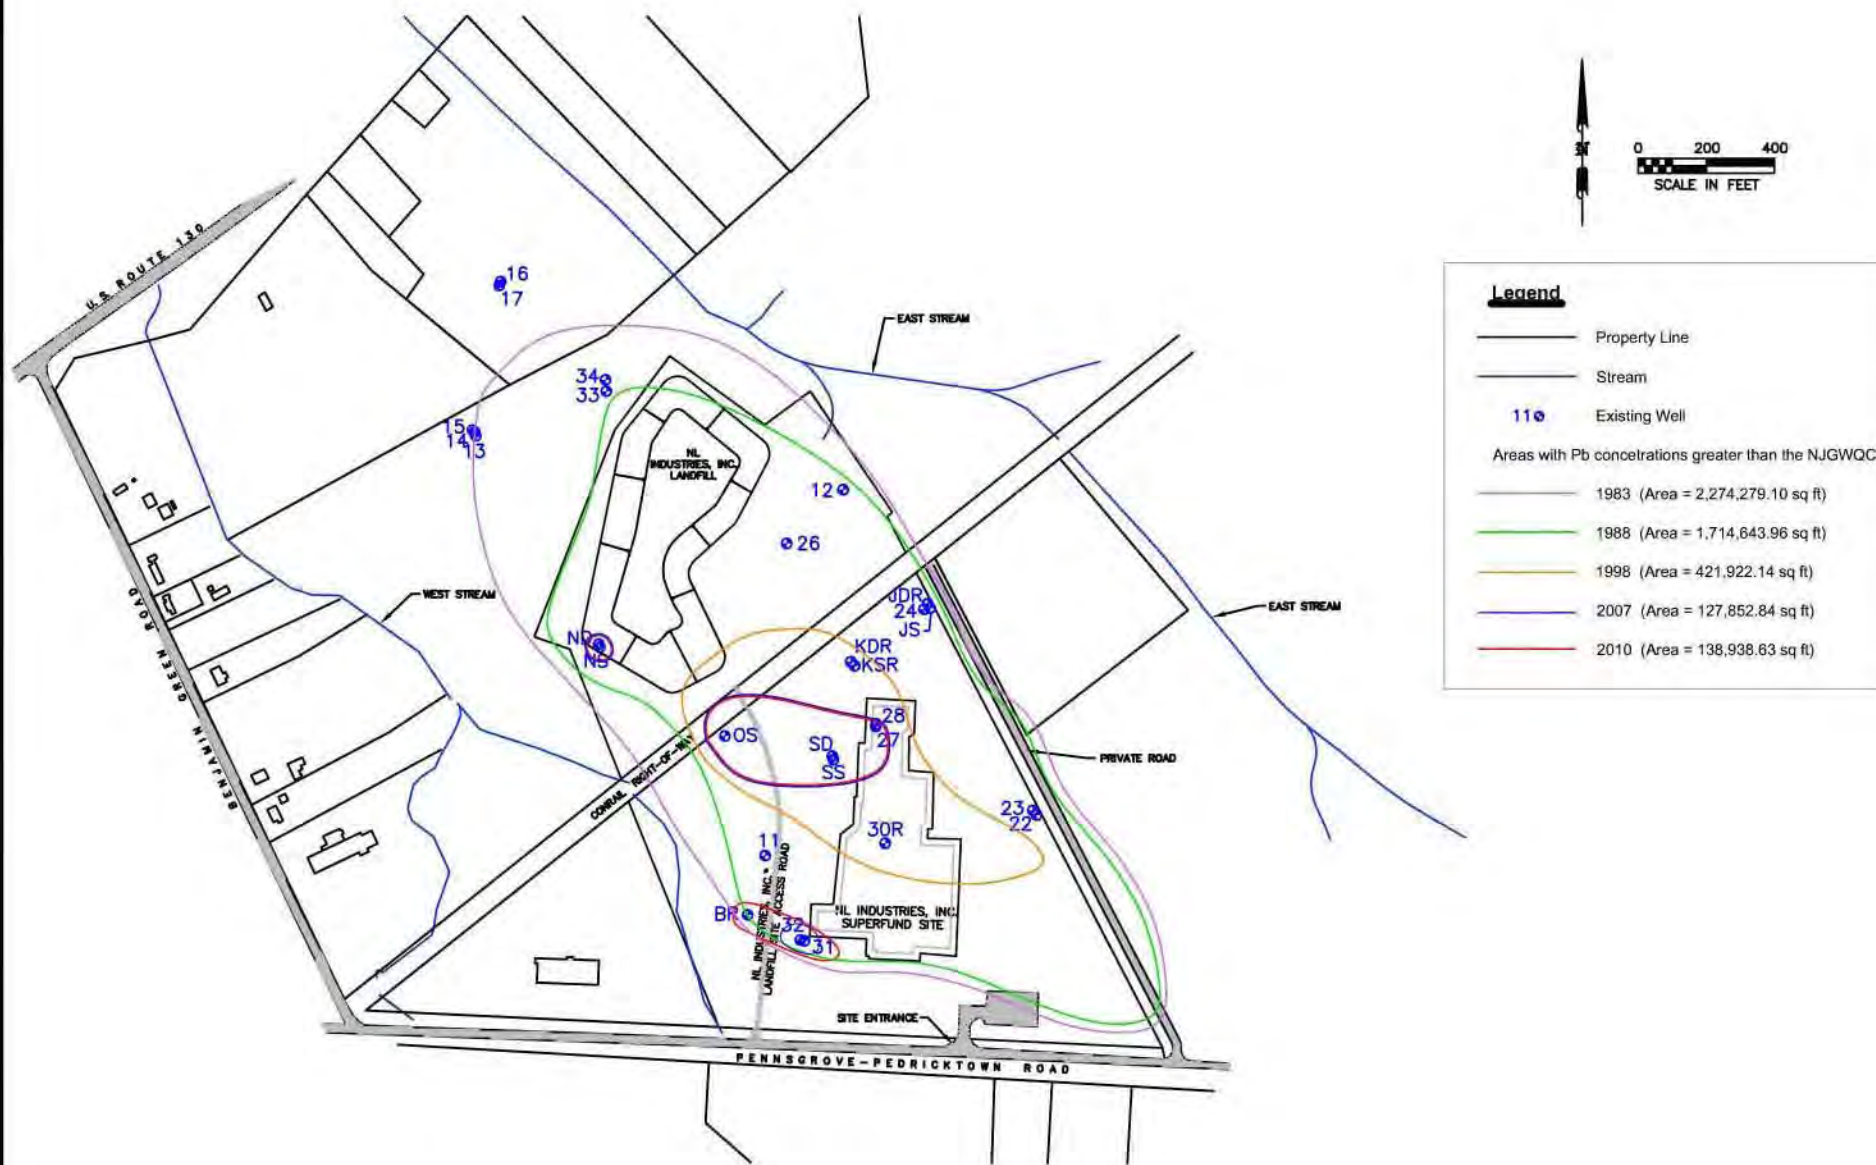 0 200 400
SCALE IN FEET
Legend
Property Line
Stream
11 Existing Well
Areas with Pb concetrations greater than the NJGWQC
1983 (Area = 2,274,279.10 sq ft)
1988 (Area = 1,714,643.96 sq ft)
1998 (Area = 421,922.14 sq ft)
2007 (Area = 127,852.84 sq ft)
2010 (Area = 138,938.63 sq ft)
U.S. ROUTE 130
16
17
EAST STREAM
34
33
15
14
13
NL
INDUSTRIES, INC.
LANDFILL
12
26
WEST STREAM
JDR
24
JS
EAST STREAM
BENJAMIN GREEN ROAD
NS
KDR
KSR
28
27
OS
SD
SS
CONRAIL RIGHT-OF-WAY
PRIVATE ROAD
23
22
30R
11
NL INDUSTRIES, INC.
LANDFILL SITE ACCESS ROAD
BR
32
31
NL INDUSTRIES, INC.
SUPERFUND SITE
SITE ENTRANCE
PENNSGROVE-PEDRICKTOWN ROAD